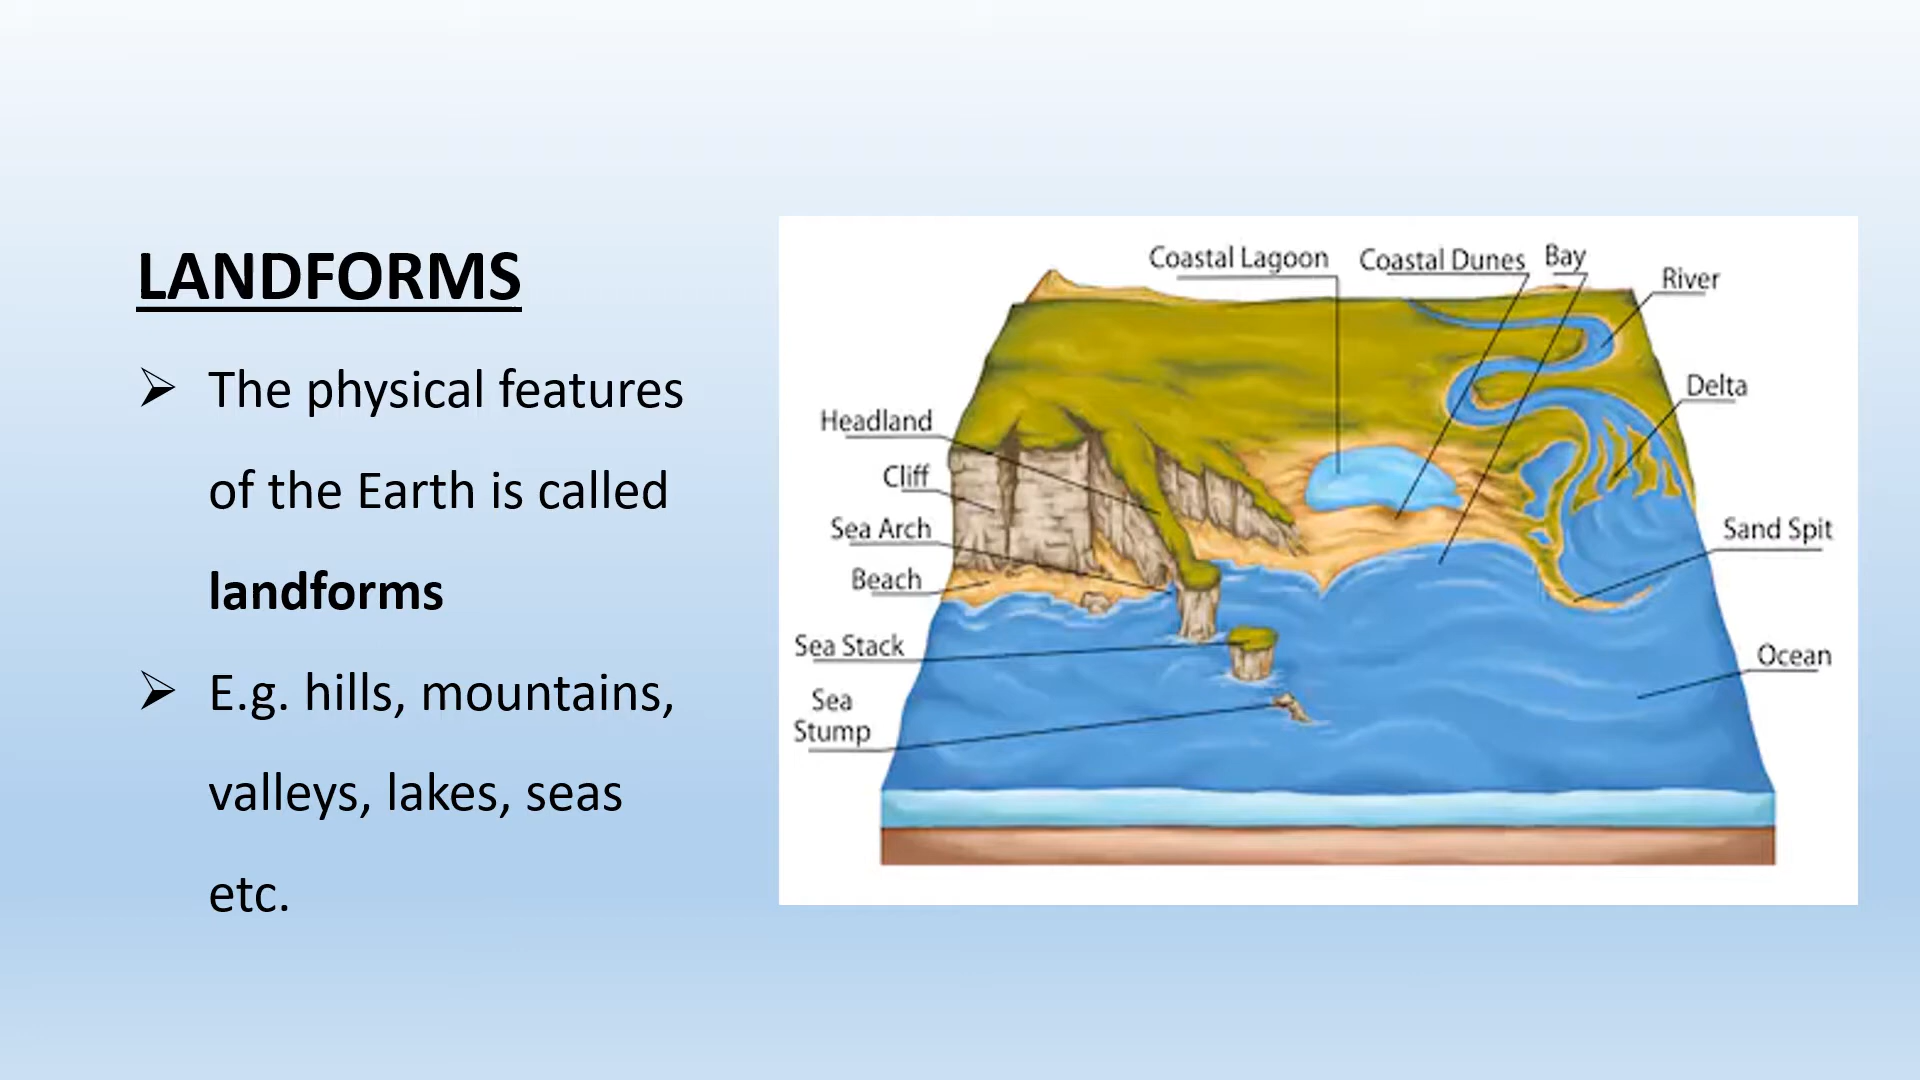 LANDFORMS
➢ The physical features
of the Earth is called
landforms
➢ E.g. hills, mountains,
valleys, lakes, seas
etc.
Coastal Lagoon
Coastal Dunes
Bay
River
Delta
Headland
Cliff
Sea Arch
Sand Spit
Beach
Sea Stack
Ocean
Sea
Stump